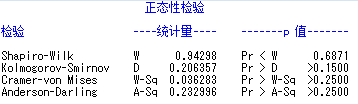 正态性检验
检验 ----统计量---- -------p 值-------
Shapiro-Wilk W 0.94298 Pr < W 0.6871
Kolmogorov-Smirnov D 0.206357 Pr > D >0.1500
Cramer-von Mises W-Sq 0.036283 Pr > W-Sq >0.2500
Anderson-Darling A-Sq 0.232996 Pr > A-Sq >0.2500